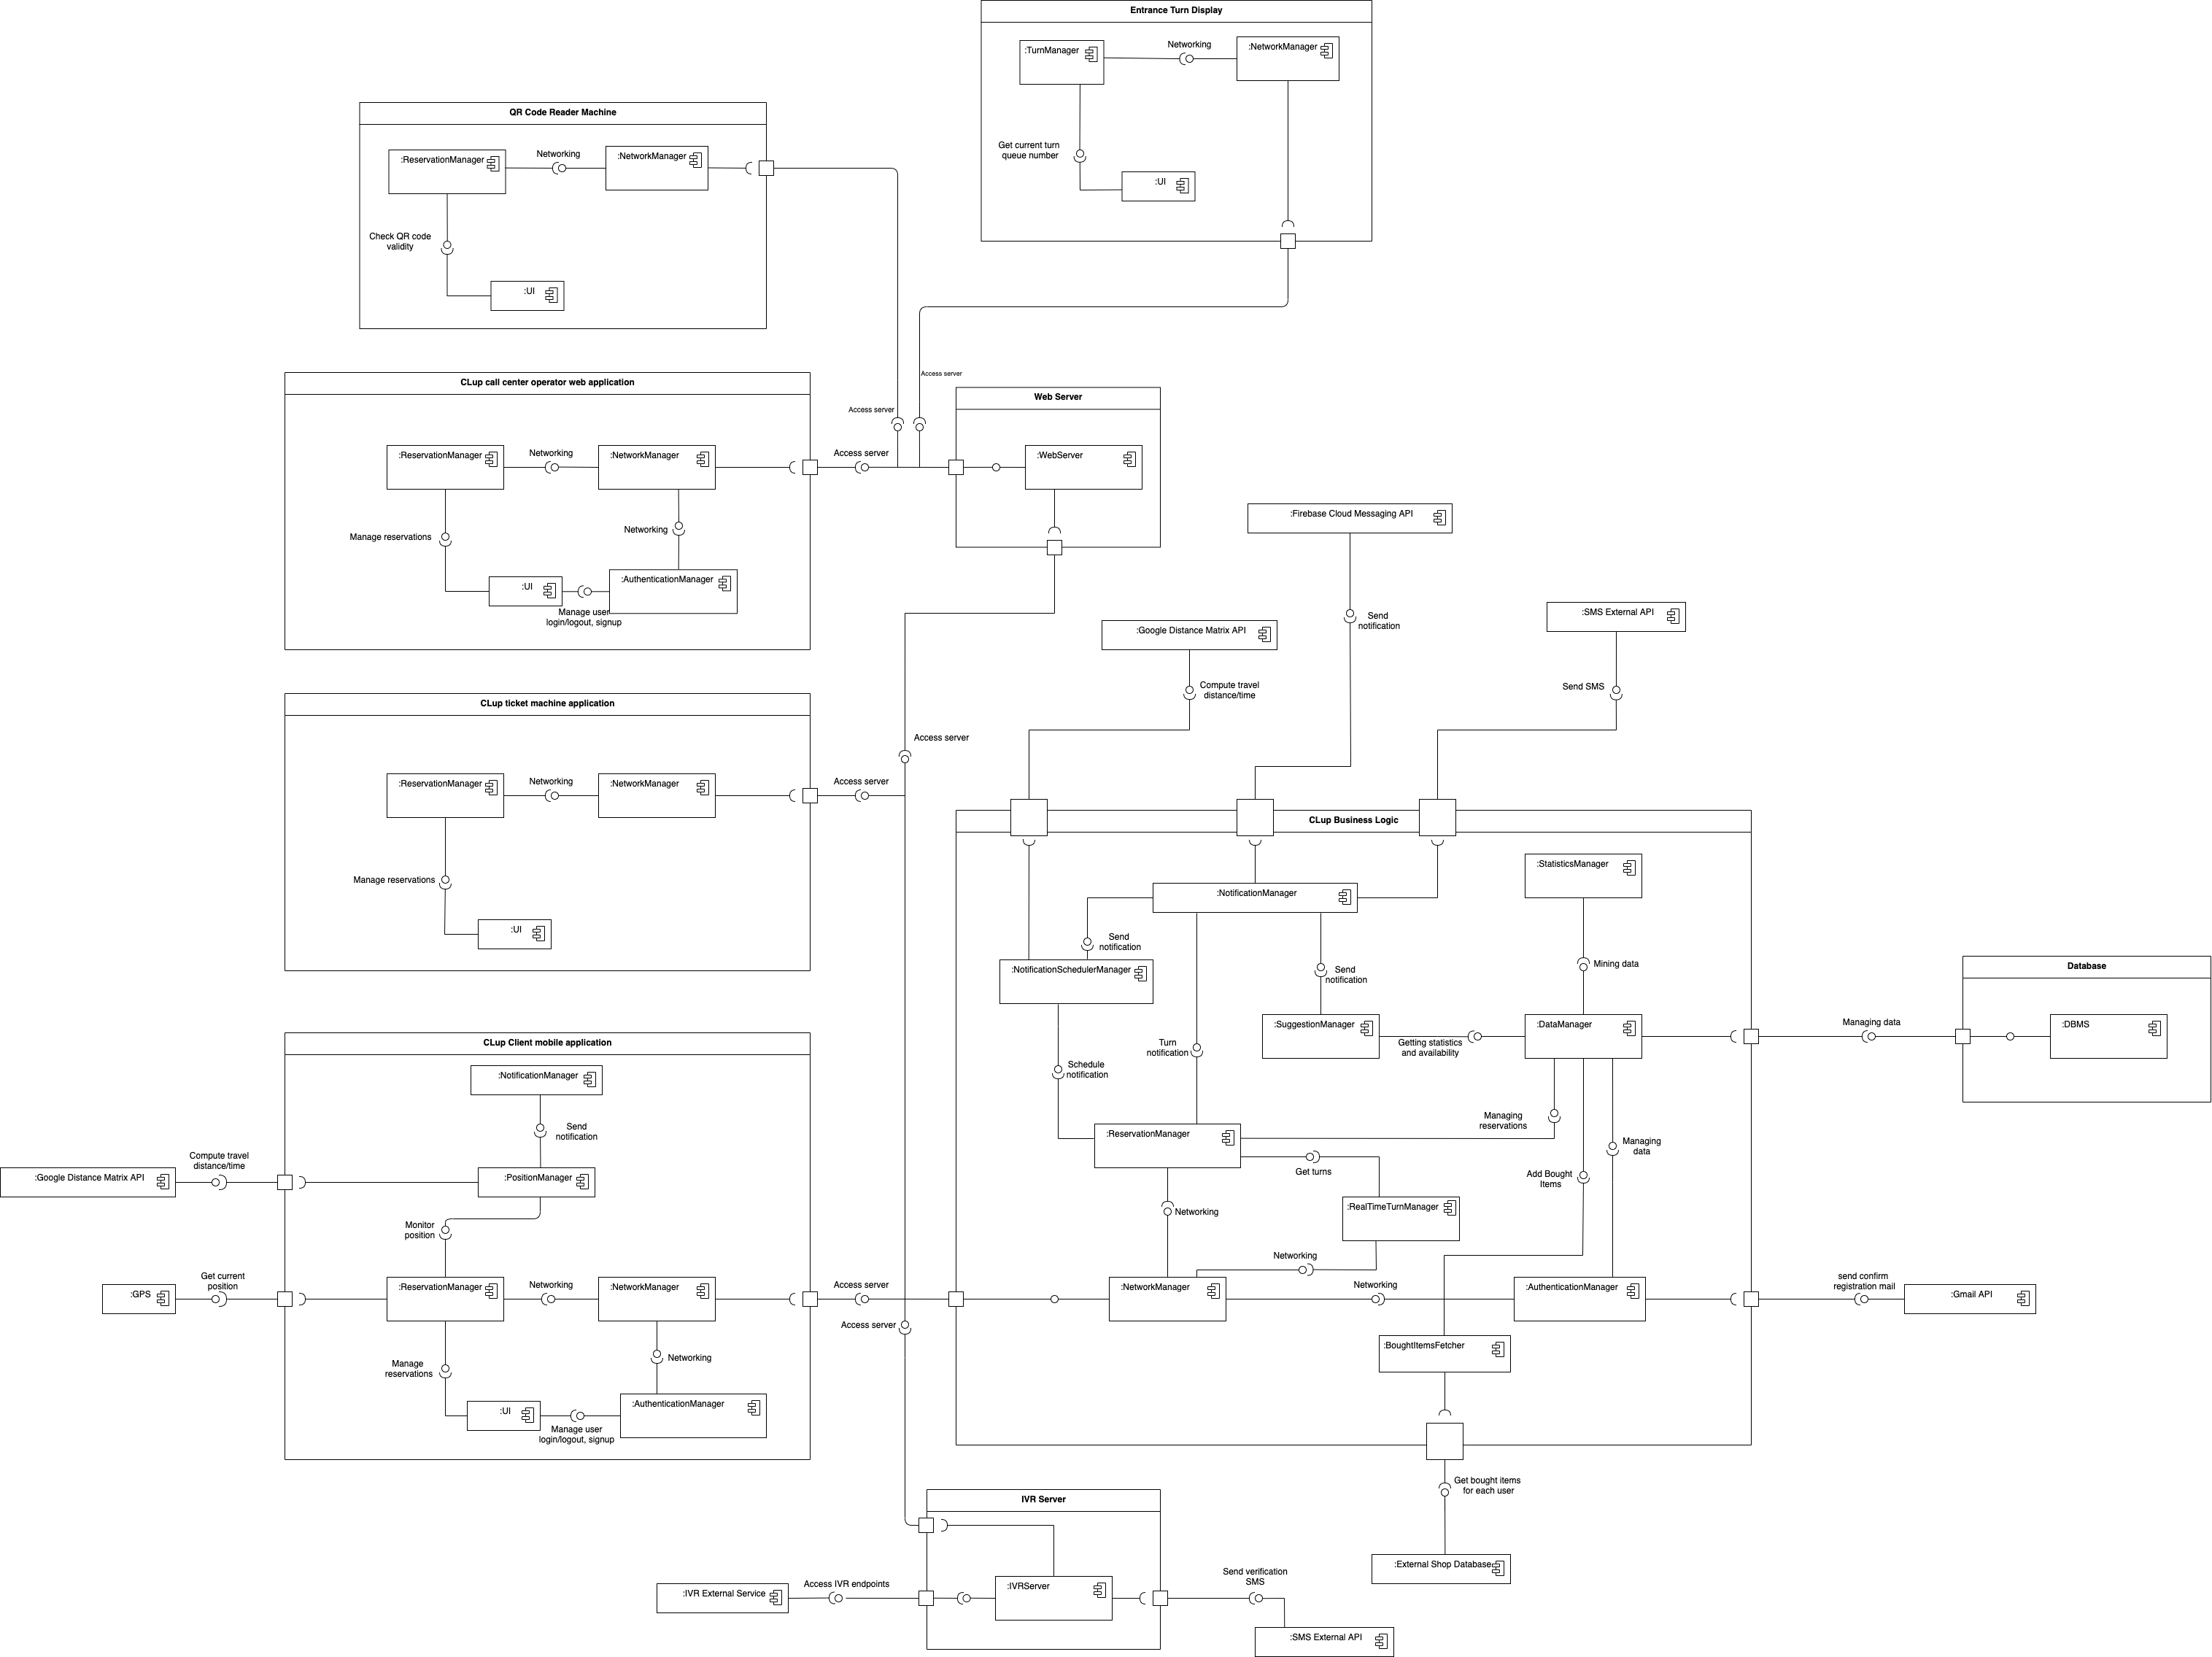 Entrance Turn Display
:TurnManager
Networking
:NetworkManager
Get current turn
queue number
:UI
QR Code Reader Machine
:ReservationManager
Networking
:NetworkManager
Check QR code
validity
:UI
Access server
Access server
CLup call center operator web application
:ReservationManager
Networking
:NetworkManager
Access server
Manage reservations
Networking
:UI
:AuthenticationManager
Manage user
login/logout, signup
Web Server
:WebServer
:Firebase Cloud Messaging API
Send
notification
:Google Distance Matrix API
Compute travel
distance/time
:SMS External API
Send SMS
CLup ticket machine application
:ReservationManager
Networking
:NetworkManager
Access server
Access server
Manage reservations
:UI
CLup Business Logic
:StatisticsManager
:NotificationManager
Send
notification
Send
notification
Mining data
:NotificationSchedulerManager
:SuggestionManager
Getting statistics
and availability
:DataManager
Managing data
Database
:DBMS
Turn
notification
Schedule
notification
Managing
reservations
Managing
data
:ReservationManager
Get turns
Add Bought
Items
Networking
:RealTimeTurnManager
Networking
:NetworkManager
Networking
:AuthenticationManager
send confirm
registration mail
:Gmail API
:BoughtItemsFetcher
Get bought items
for each user
:External Shop Database
CLup Client mobile application
:NotificationManager
Send
notification
:Google Distance Matrix API
Compute travel
distance/time
:PositionManager
Monitor
position
:GPS
Get current
position
:ReservationManager
Networking
:NetworkManager
Access server
Access server
Manage
reservations
Networking
:UI
:AuthenticationManager
Manage user
login/logout, signup
IVR Server
:IVR External Service
Access IVR endpoints
:IVRServer
Send verification
SMS
:SMS External API